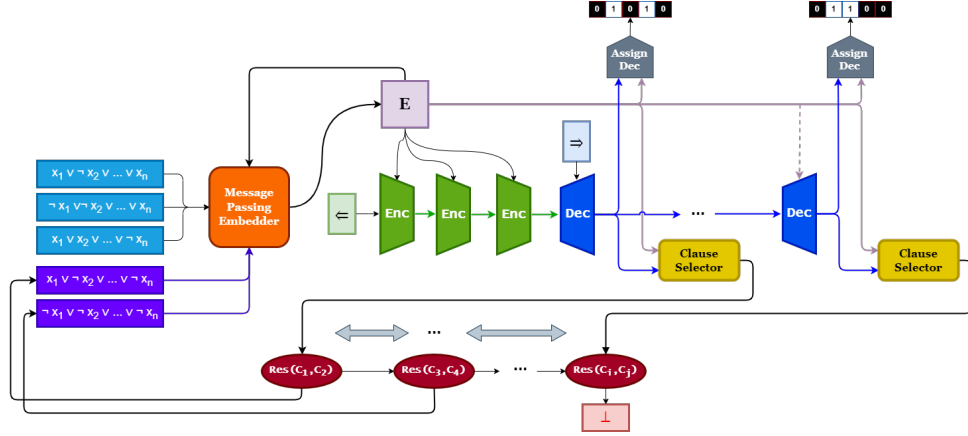 0 1 0 1 0
0 1 1 0 0
Assign
Dec
Assign
Dec
E
⇒
x₁ ∨ ¬ x₂ ∨ ... ∨ xₙ
¬ x₁ ∨¬ x₂ ∨ ... ∨ xₙ
x₁ ∨ x₂ ∨ ... ∨ ¬ xₙ
x₁ ∨ ¬ x₂ ∨ ... ∨ ¬ xₙ
¬ x₁ ∨ ¬ x₂ ∨ ... ∨ ¬ xₙ
Message
Passing
Embedder
⇐
Enc
Enc
Enc
Dec
...
Dec
Clause
Selector
Clause
Selector
...
Res(C₁,C₂)
Res(C₃,C₄)
...
Res(Cᵢ,Cⱼ)
⊥